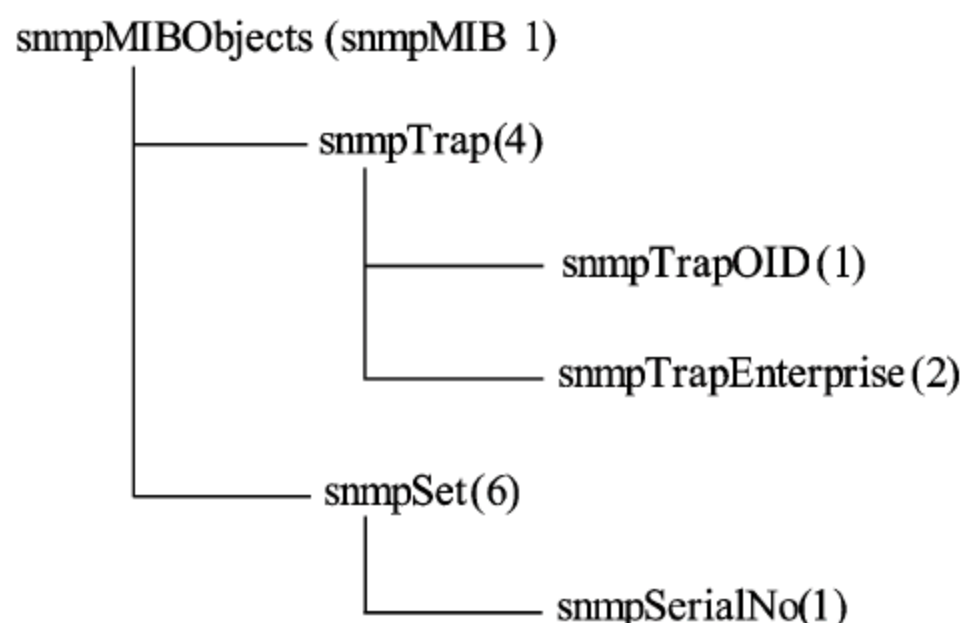 snmpMIBObjects (snmpMIB 1)
snmpTrap(4)
snmpTrapOID(1)
snmpTrapEnterprise(2)
snmpSet(6)
snmpSerialNo(1)